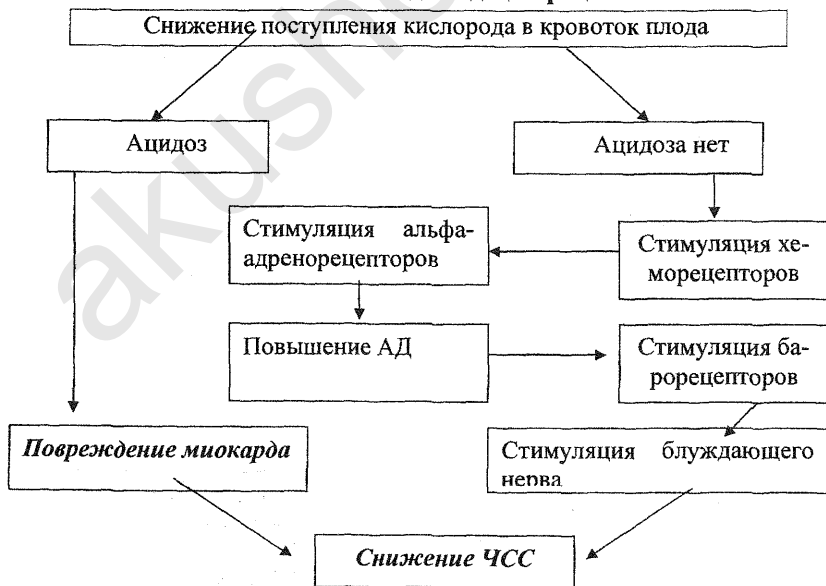 Снижение поступления кислорода в кровоток плода
Ацидоз
Ацидоза нет
Стимуляция альфа-
адренорецепторов
Стимуляция хе-
морецепторов
Повышение АД
Стимуляция ба-
рорецепторов
Повреждение миокарда
Стимуляция блуждающего
нерва
Снижение ЧСС
akush